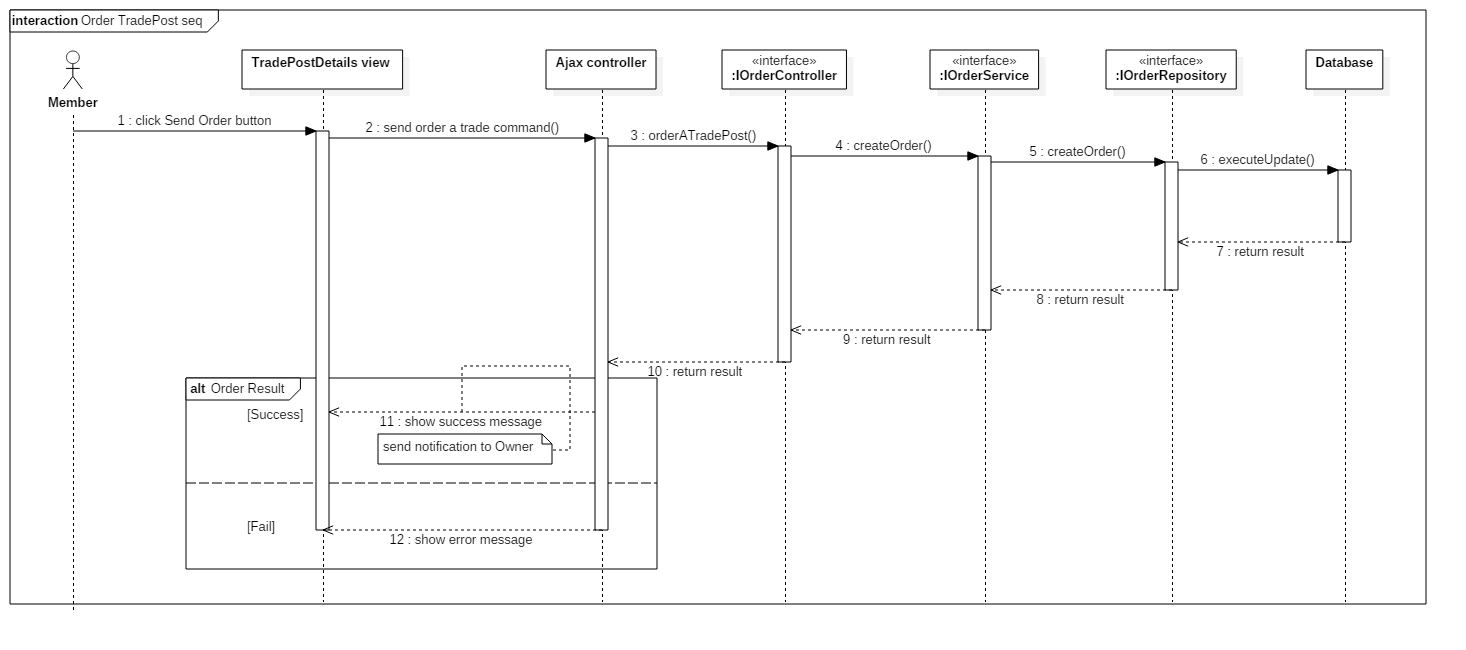 interaction Order TradePost seq
Member
TradePostDetails view
Ajax controller
«interface»
:IOrderController
«interface»
:IOrderService
«interface»
:IOrderRepository
Database
1 : click Send Order button
2 : send order a trade command()
3 : orderATradePost()
4 : createOrder()
5 : createOrder()
6 : executeUpdate()
7 : return result
8 : return result
9 : return result
10 : return result
alt Order Result
[Success]
11 : show success message
send notification to Owner
[Fail]
12 : show error message